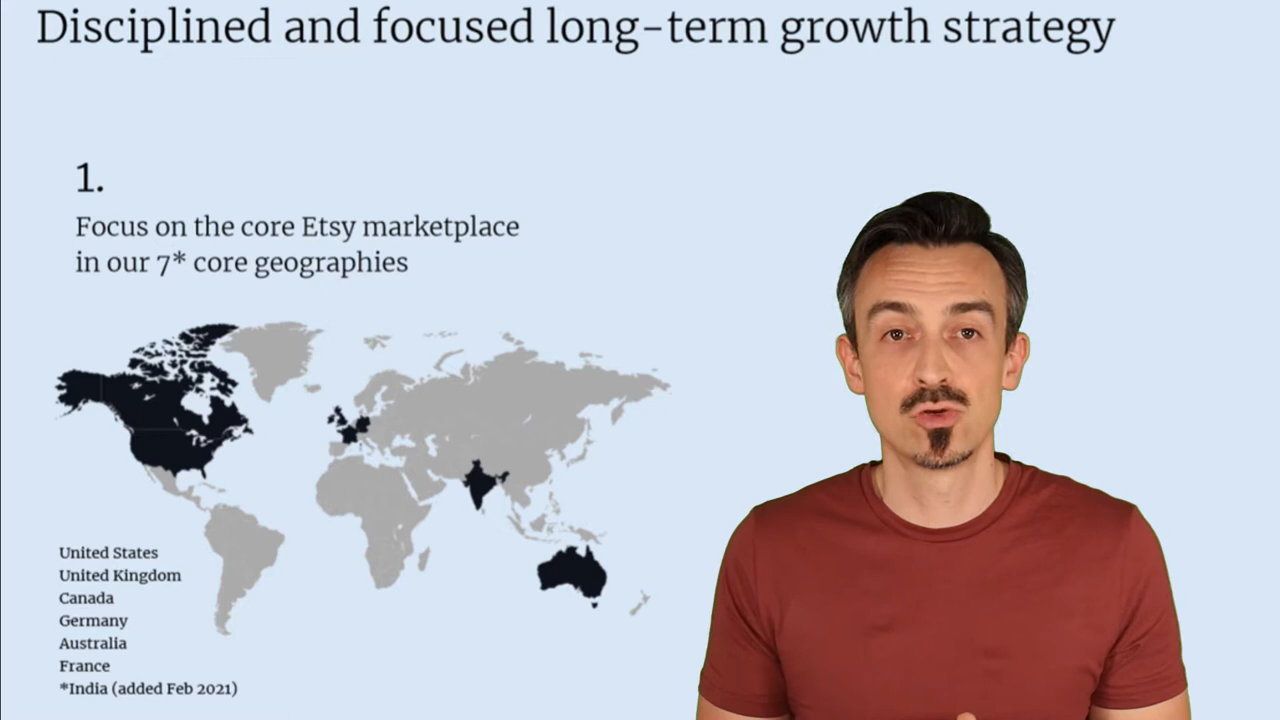 Disciplined and focused long-term growth strategy
1.
Focus on the core Etsy marketplace
in our 7* core geographies
United States
United Kingdom
Canada
Germany
Australia
France
*India (added Feb 2021)